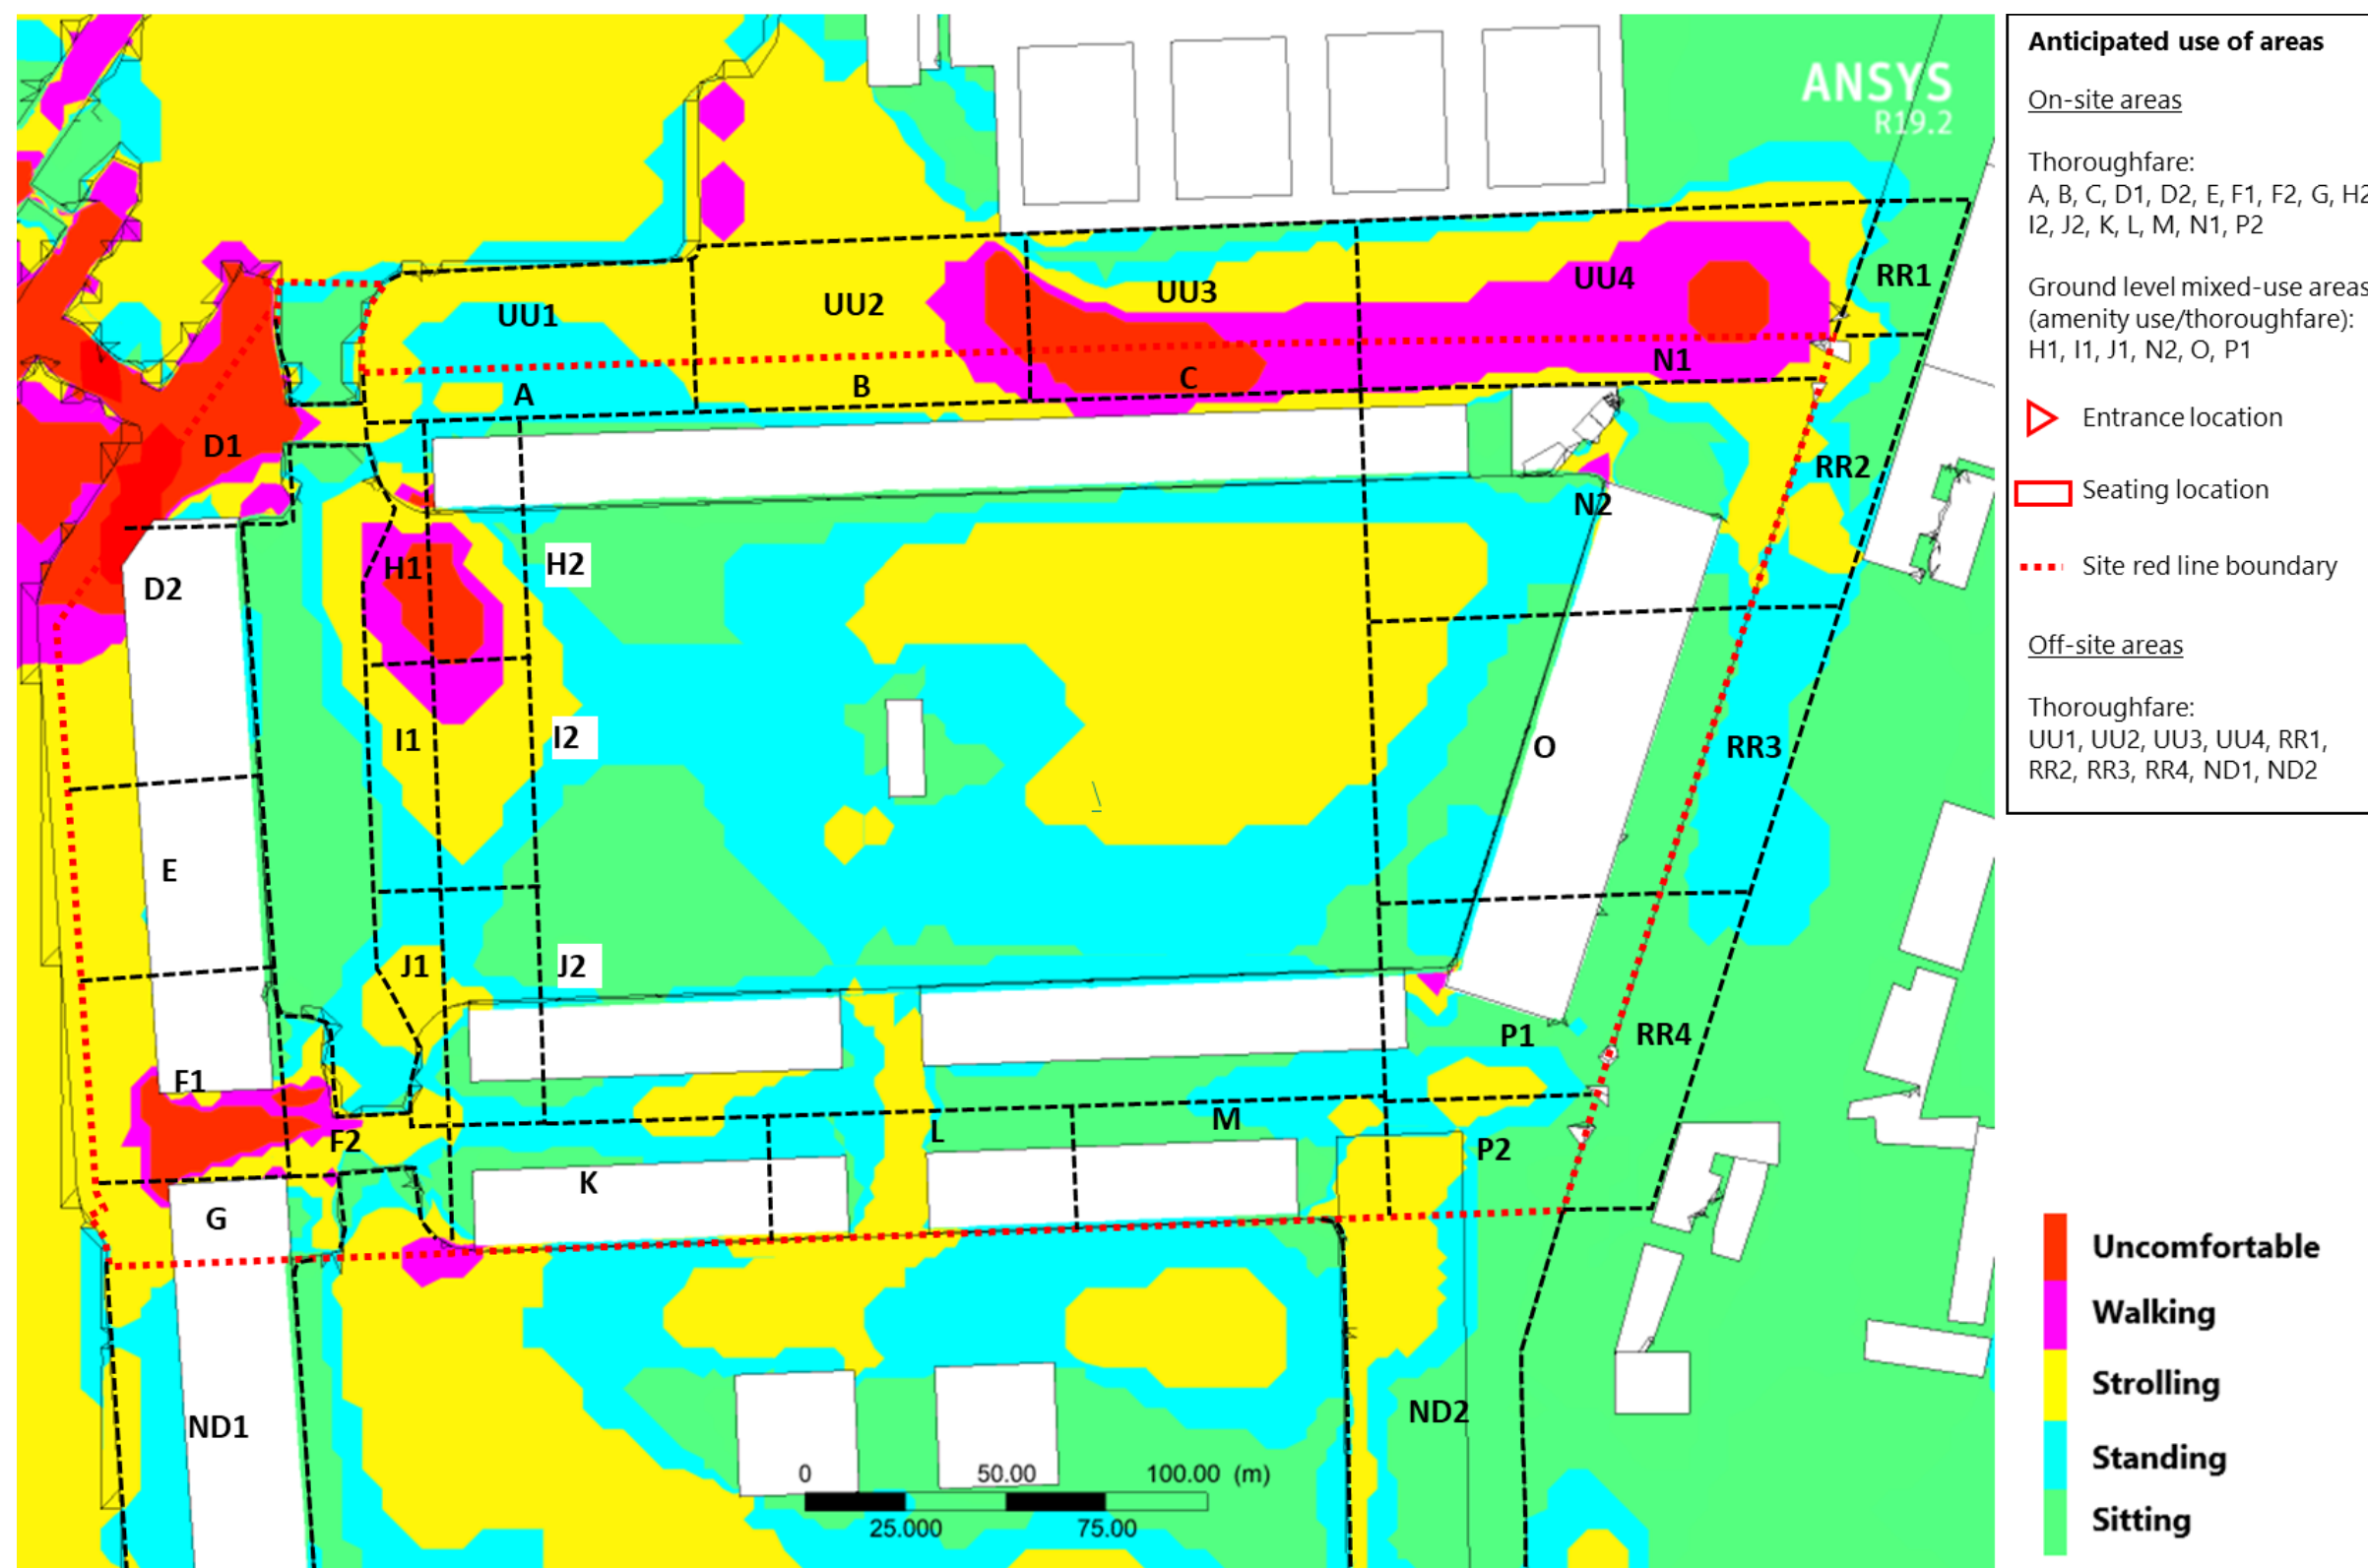 ANSYS
R19.2
UU1
UU2
UU3
UU4
RR1
A
B
C
N1
D1
RR2
N2
H1
H2
D2
I1
I2
O
RR3
E
J1
J2
P1
RR4
F1
F2
L
M
P2
K
G
ND1
ND2
0 50.00 100.00 (m)
25.000 75.00
Anticipated use of areas
On-site areas
Thoroughfare:
A, B, C, D1, D2, E, F1, F2, G, H2
I2, J2, K, L, M, N1, P2
Ground level mixed-use areas
(amenity use/thoroughfare):
H1, I1, J1, N2, O, P1
Entrance location
Seating location
Site red line boundary
Off-site areas
Thoroughfare:
UU1, UU2, UU3, UU4, RR1,
RR2, RR3, RR4, ND1, ND2
Uncomfortable
Walking
Strolling
Standing
Sitting